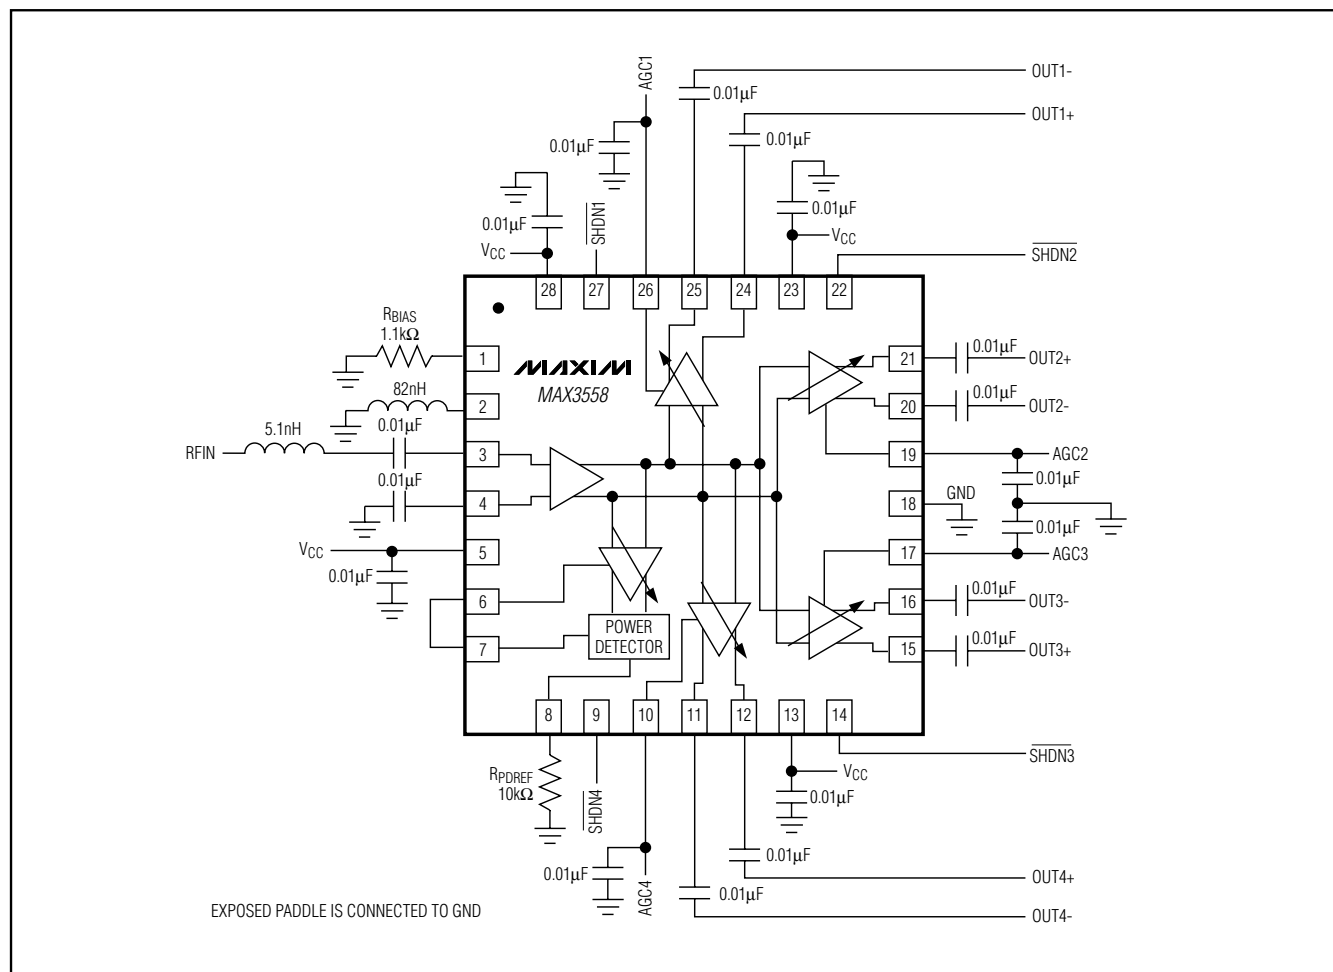 OUT1-
AGC1
0.01µF
OUT1+
0.01µF
0.01µF
0.01µF
0.01µF
SHDN1
VCC
VCC
SHDN2
28
27
26
25
24
23
22
RBIAS
1.1kΩ
1
MAXIM
MAX3558
21
0.01µF
OUT2+
82nH
2
20
0.01µF
OUT2-
5.1nH
0.01µF
RFIN
3
19
AGC2
0.01µF
0.01µF
4
18
GND
0.01µF
VCC
5
17
AGC3
0.01µF
6
16
0.01µF
OUT3-
POWER
DETECTOR
7
15
0.01µF
OUT3+
8
9
10
11
12
13
14
SHDN3
RPDREF
10kΩ
SHDN4
VCC
0.01µF
0.01µF
0.01µF
AGC4
0.01µF
OUT4+
OUT4-
EXPOSED PADDLE IS CONNECTED TO GND